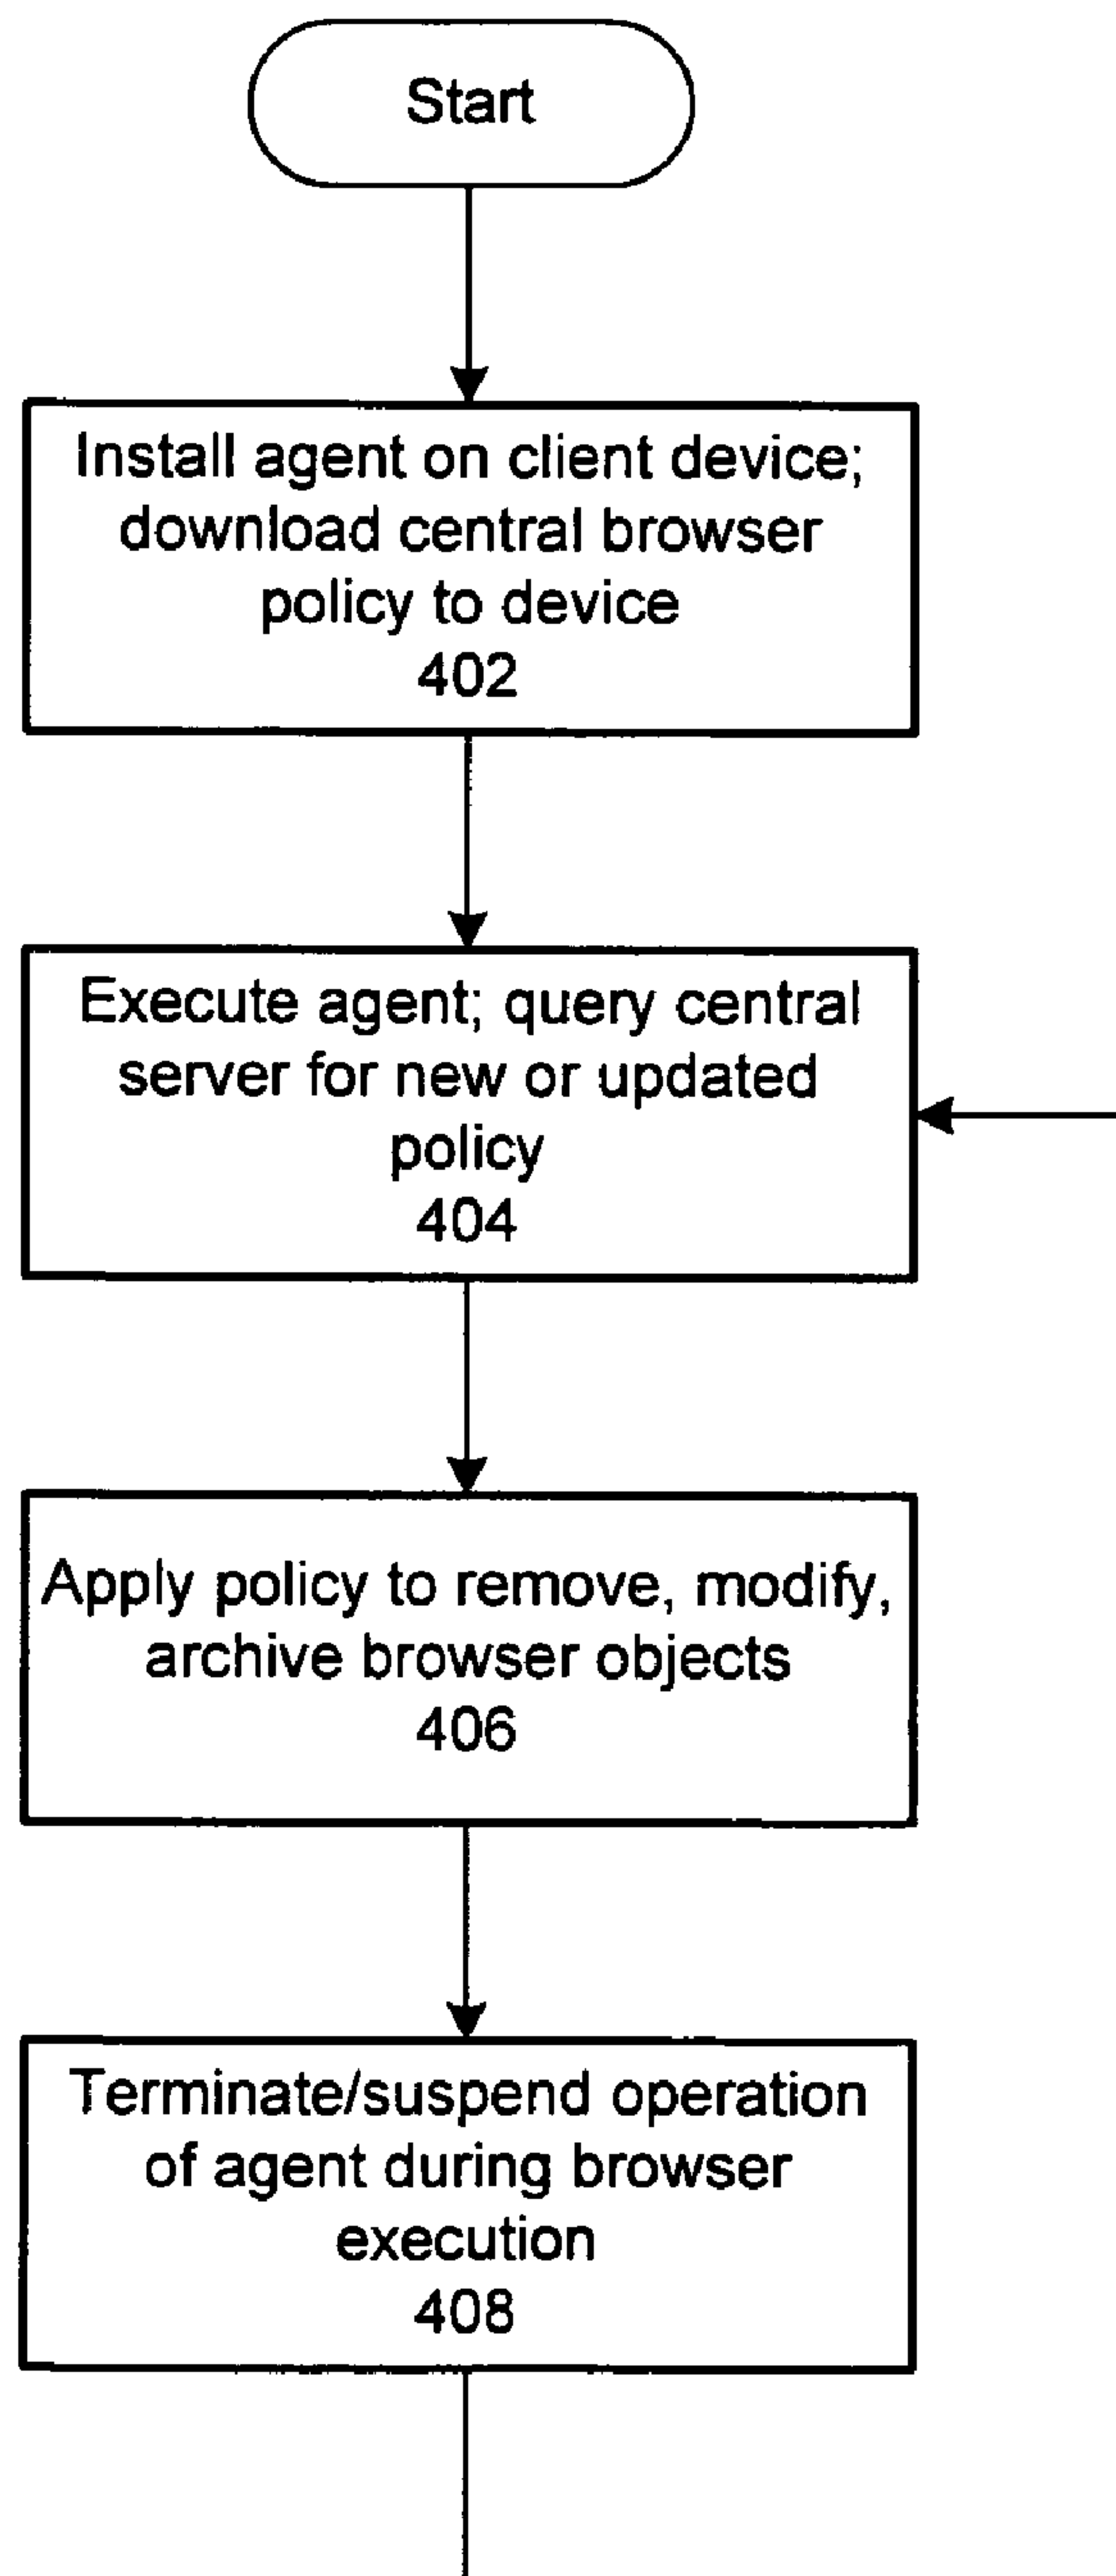 Start
Install agent on client device;
download central browser
policy to device
402
Execute agent; query central
server for new or updated
policy
404
Apply policy to remove, modify,
archive browser objects
406
Terminate/suspend operation
of agent during browser
execution
408